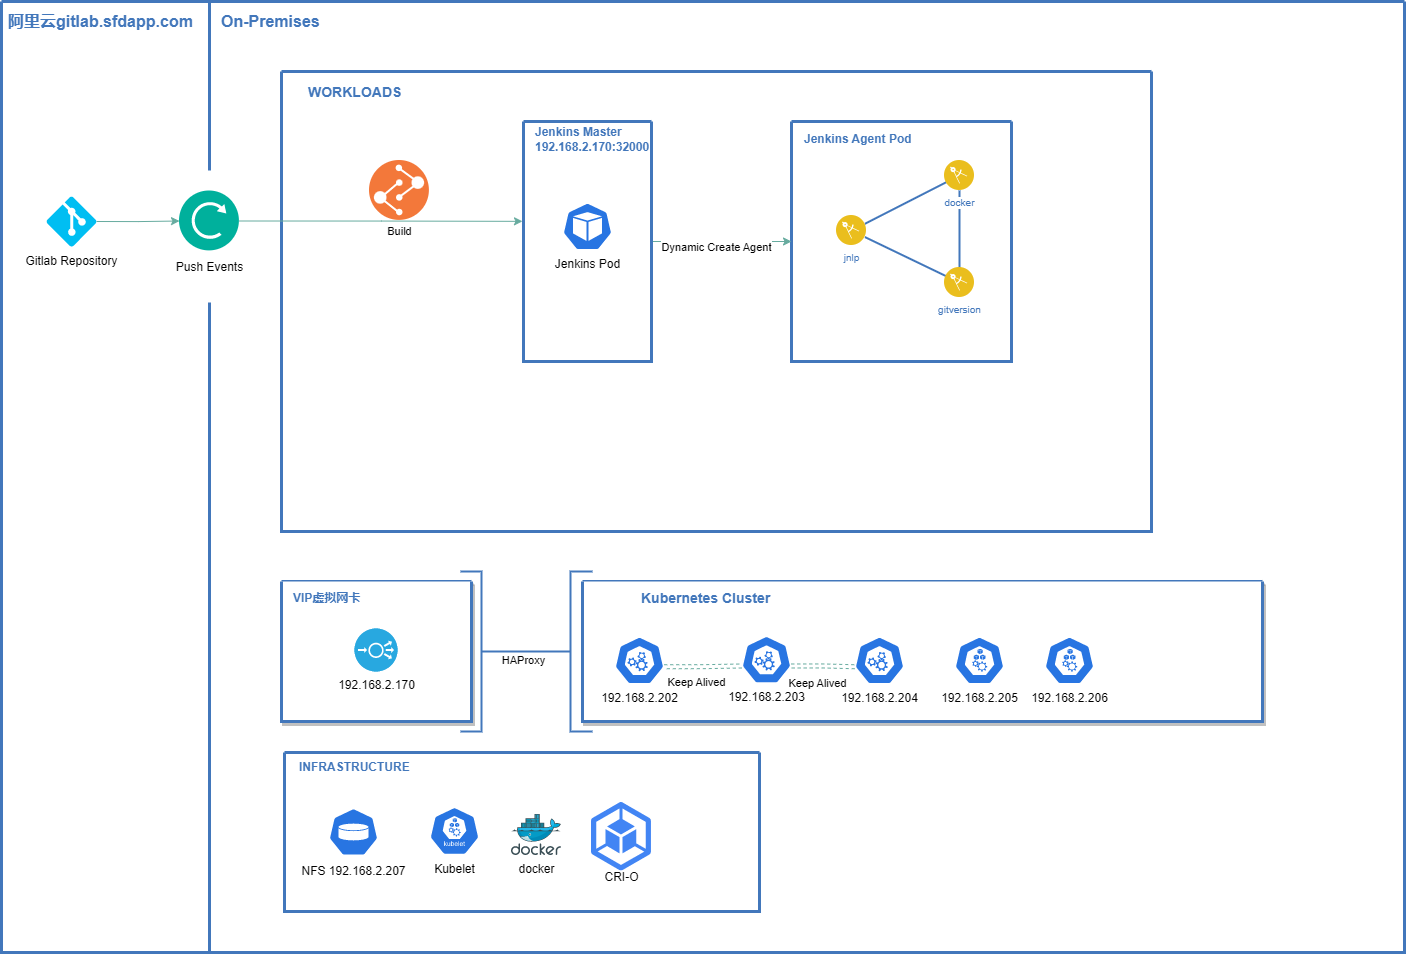 阿里云gitlab.sfdapp.com
On-Premises
WORKLOADS
Jenkins Master
192.168.2.170:32000
Jenkins Agent Pod
docker
jnlp
gitversion
Build
Gitlab Repository
Push Events
Jenkins Pod
Dynamic Create Agent
VIP虚拟网卡
192.168.2.170
HAProxy
Kubernetes Cluster
Keep Alived
Keep Alived
192.168.2.202
192.168.2.203
192.168.2.204
192.168.2.205
192.168.2.206
INFRASTRUCTURE
NFS 192.168.2.207
kubelet
Kubelet
docker
docker
CRI-O